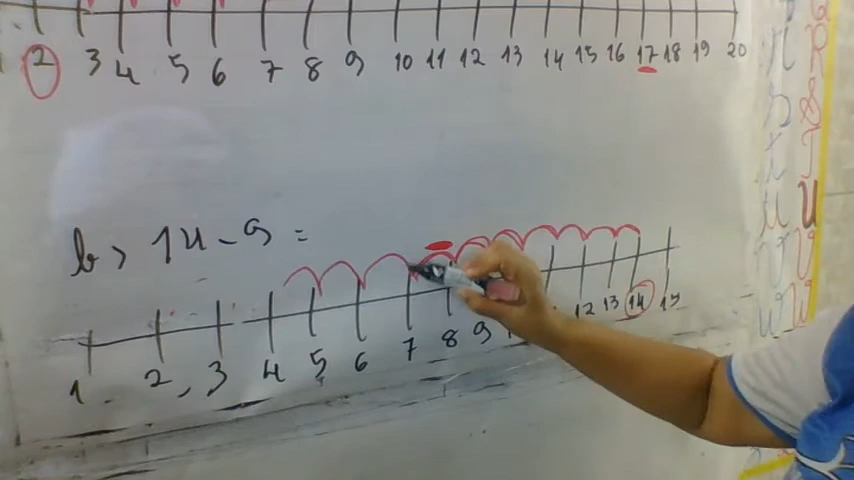 2 3 4 5 6 7 8 9 10 11 12 13 14 15 16 17 18 19 20
b> 14 - 9 =
1 2 3 4 5 6 7 8 9 12 13 14 15